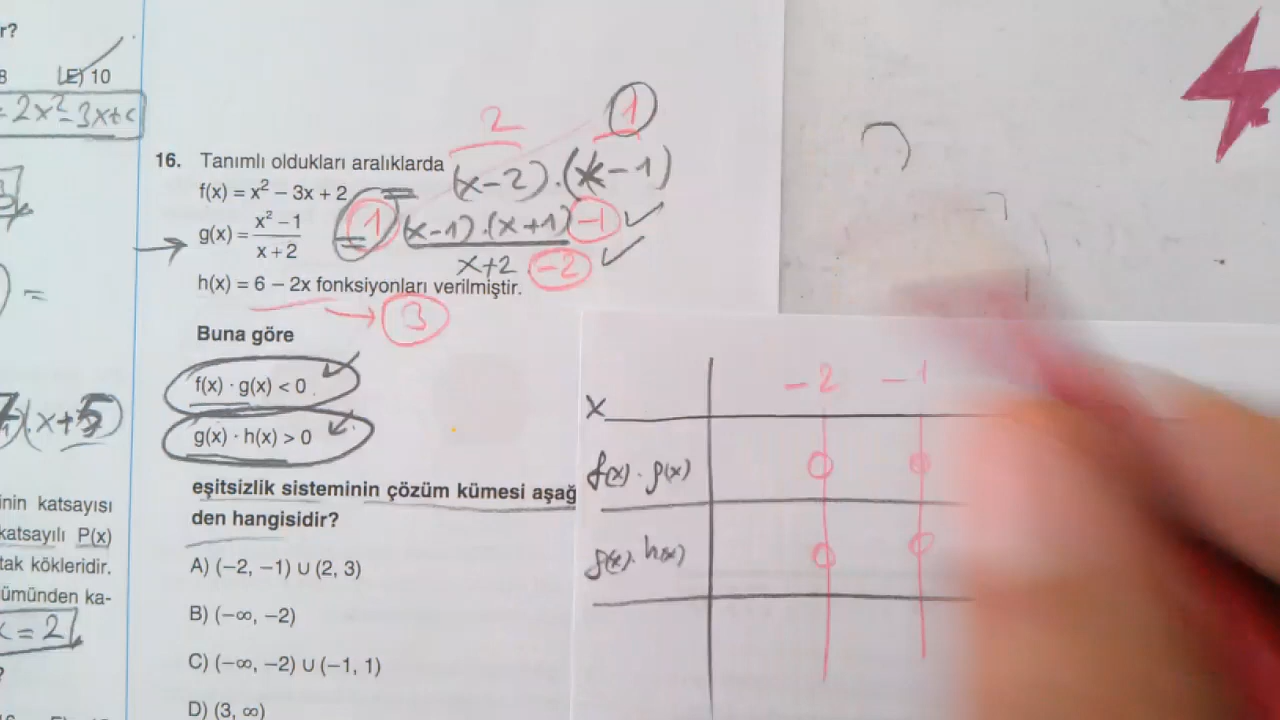 r?
8 E) 10
= 2x² - 3x + c
16. Tanımlı oldukları aralıklarda
f(x) = x² − 3x + 2
= (x-2).(x-1)
2
1
g(x) = x² − 1 / x + 2
= (x-1).(x+1) / x+2
1
-1
-2
h(x) = 6 − 2x fonksiyonları verilmiştir.
3
Buna göre
f(x) · g(x) < 0
g(x) · h(x) > 0
eşitsizlik sisteminin çözüm kümesi aşağ
den hangisidir?
A) (−2, −1) ∪ (2, 3)
B) (−∞, −2)
C) (−∞, −2) ∪ (−1, 1)
D) (3, ∞)
) =
(x+5)
inin katsayısı
katsayılı P(x)
tak kökleridir.
ümünden ka-
x = 2
?
x -2 -1
f(x) . g(x)
g(x). h(x)